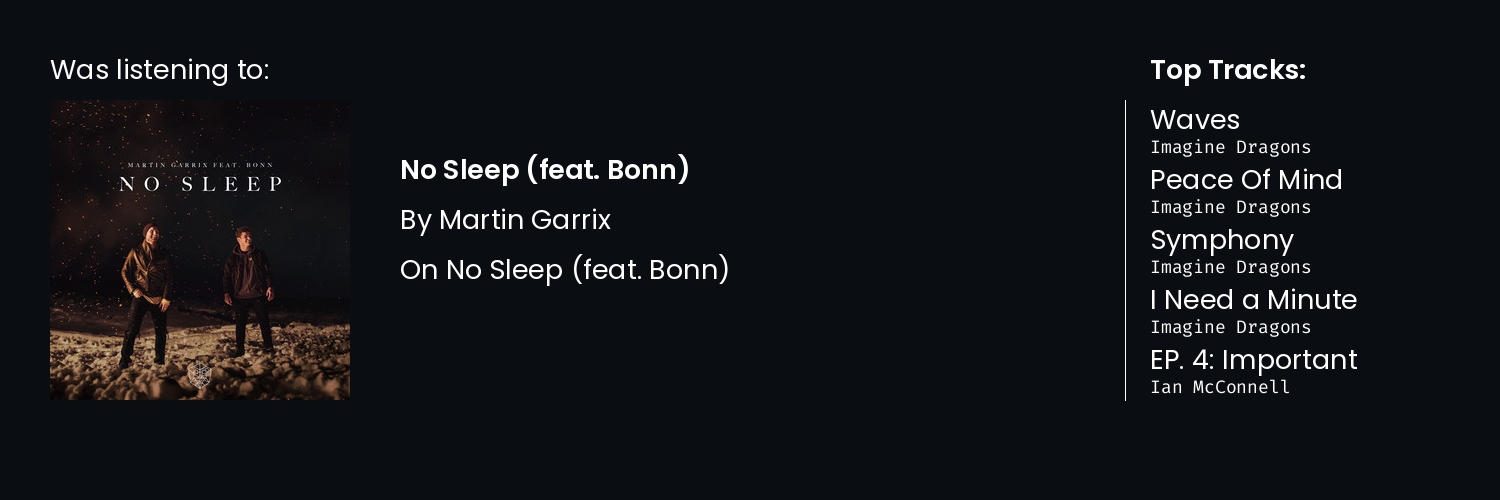 Was listening to:
MARTIN GARRIX FEAT. BONN
NO SLEEP
No Sleep (feat. Bonn)
By Martin Garrix
On No Sleep (feat. Bonn)
Top Tracks:
Waves
Imagine Dragons
Peace Of Mind
Imagine Dragons
Symphony
Imagine Dragons
I Need a Minute
Imagine Dragons
EP. 4: Important
Ian McConnell